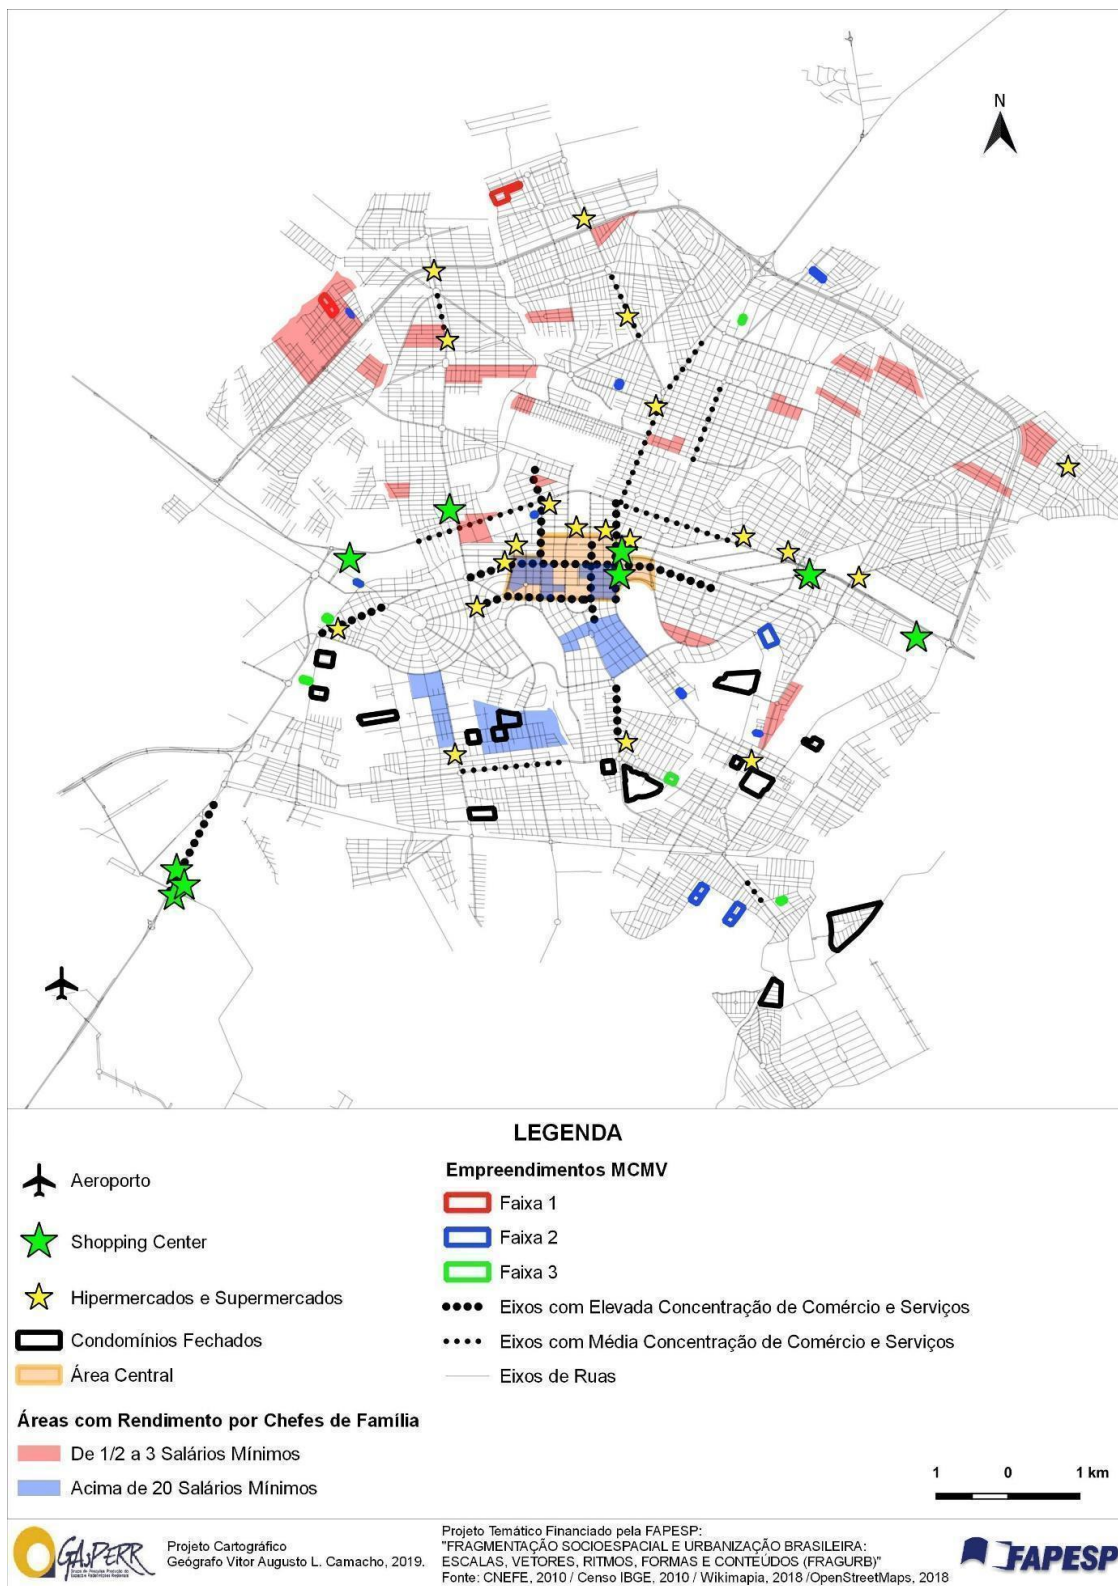 N
LEGENDA
Aeroporto
Shopping Center
Hipermercados e Supermercados
Condomínios Fechados
Área Central
Áreas com Rendimento por Chefes de Família
De 1/2 a 3 Salários Mínimos
Acima de 20 Salários Mínimos
Empreendimentos MCMV
Faixa 1
Faixa 2
Faixa 3
Eixos com Elevada Concentração de Comércio e Serviços
Eixos com Média Concentração de Comércio e Serviços
Eixos de Ruas
1 0 1 km
GAsPERR
Projeto Cartográfico
Geógrafo Vitor Augusto L. Camacho, 2019.
Projeto Temático Financiado pela FAPESP:
"FRAGMENTAÇÃO SOCIOESPACIAL E URBANIZAÇÃO BRASILEIRA:
ESCALAS, VETORES, RITMOS, FORMAS E CONTEÚDOS (FRAGURB)"
Fonte: CNEFE, 2010 / Censo IBGE, 2010 / Wikimapia, 2018 /OpenStreetMaps, 2018
FAPESP